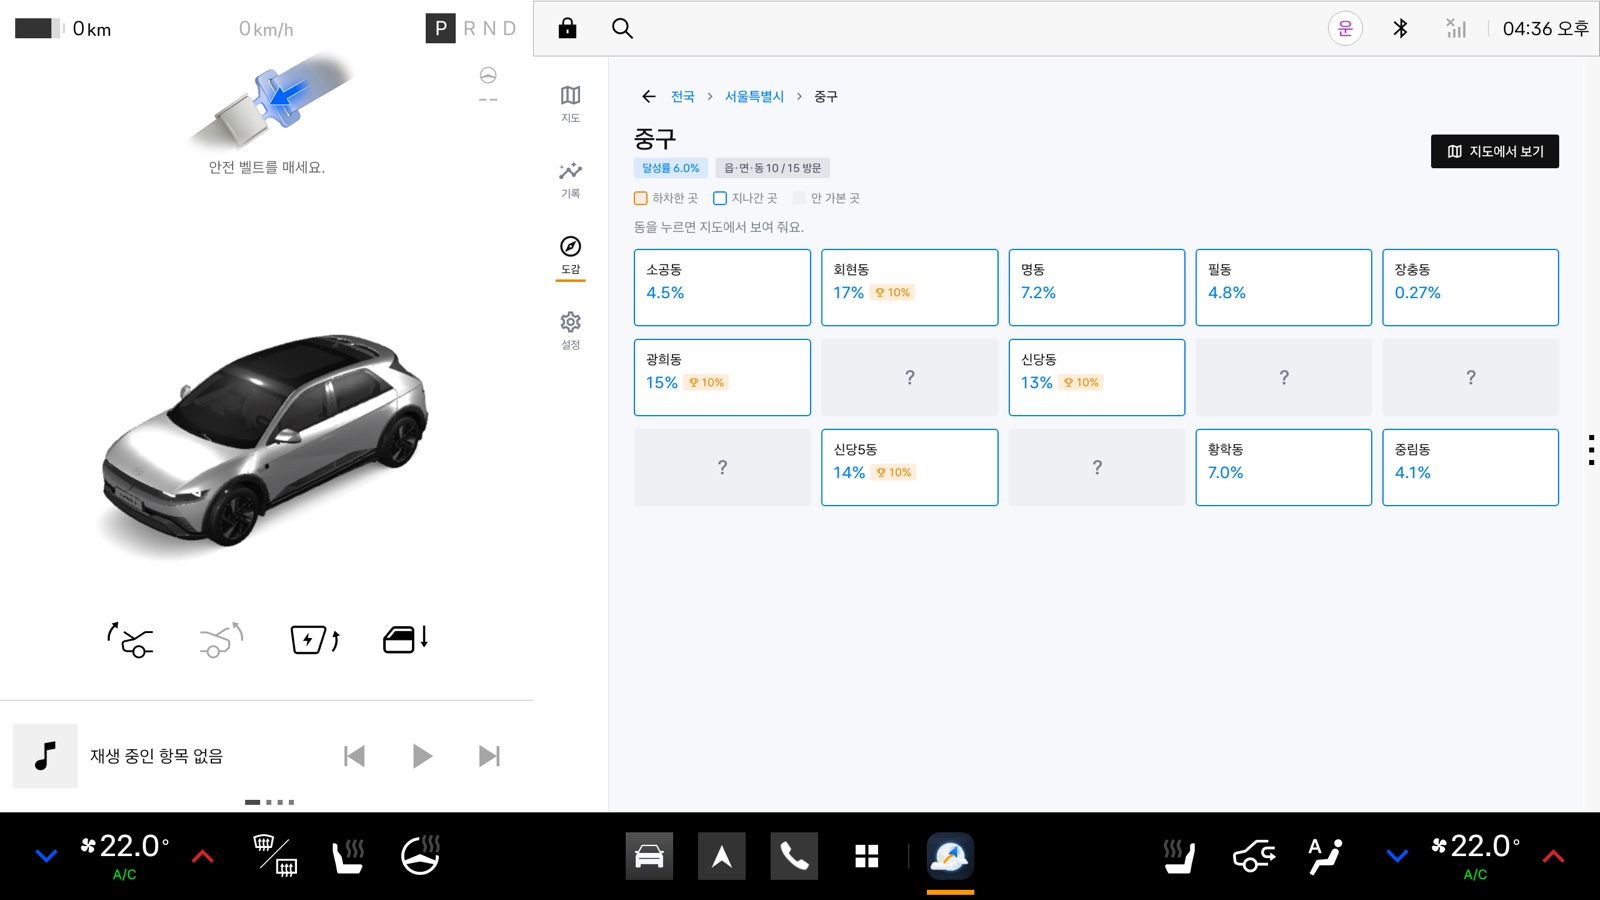 0 km
0 km/h
P R N D
운
04:36 오후
--
안전 벨트를 매세요.
지도
기록
도감
설정
전국 > 서울특별시 > 중구
중구
지도에서 보기
달성률 6.0%
읍·면·동 10 / 15 방문
하차한 곳
지나간 곳
안 가본 곳
동을 누르면 지도에서 보여 줘요.
소공동
4.5%
회현동
17% 10%
명동
7.2%
필동
4.8%
장충동
0.27%
광희동
15% 10%
?
신당동
13% 10%
?
?
?
신당5동
14% 10%
?
황학동
7.0%
중림동
4.1%
재생 중인 항목 없음
22.0°
A/C
A
22.0°
A/C